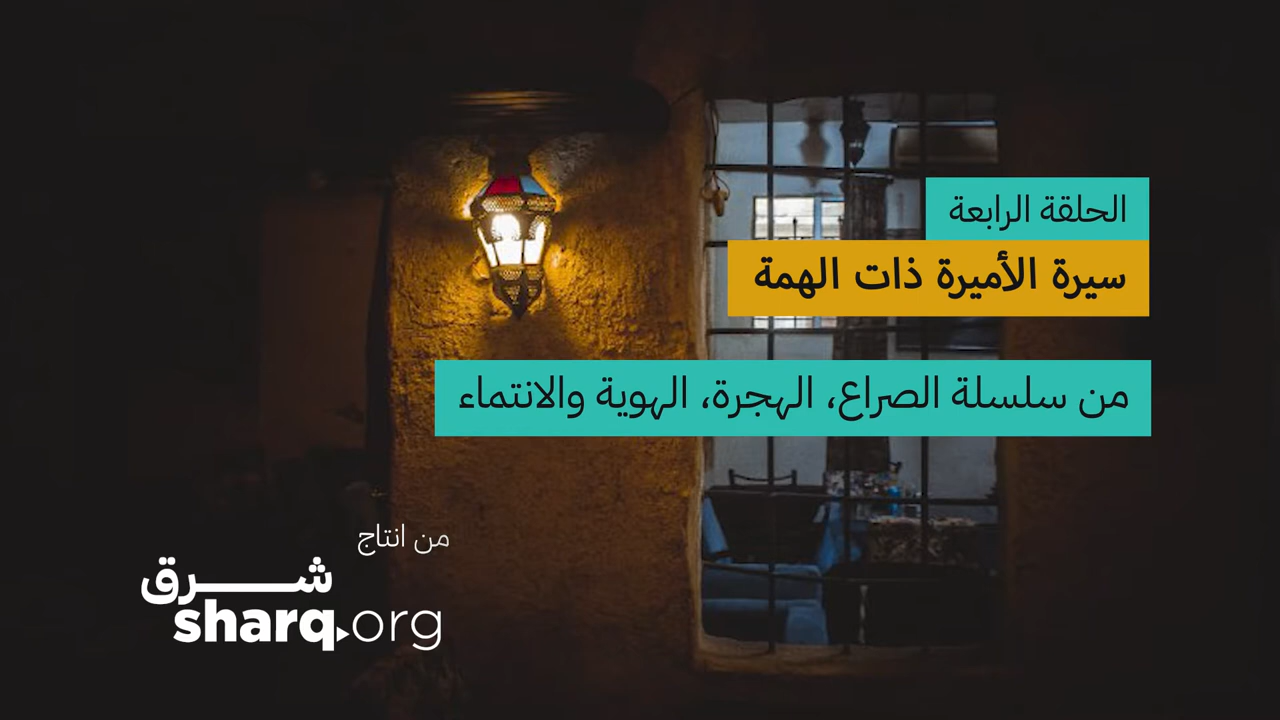 الحلقة الرابعة
سيرة الأميرة ذات الهمة
من سلسلة الصراع، الهجرة، الهوية والانتماء
من انتاج
شرق
sharq.org